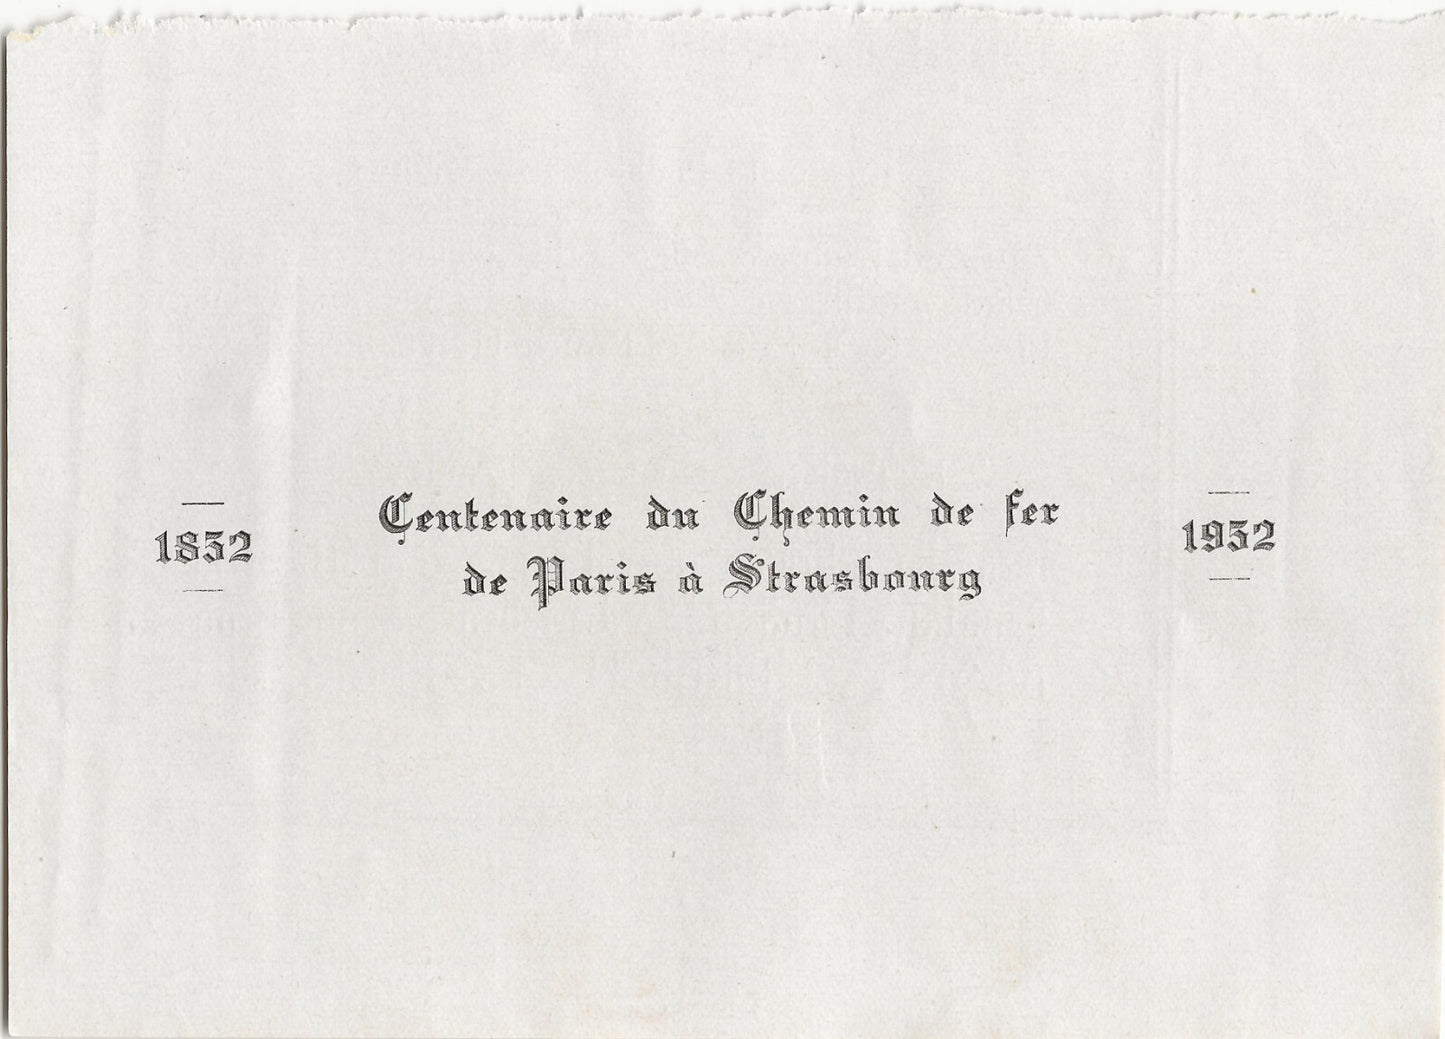 1852
Centenaire du Chemin de fer
de Paris à Strasbourg
1952